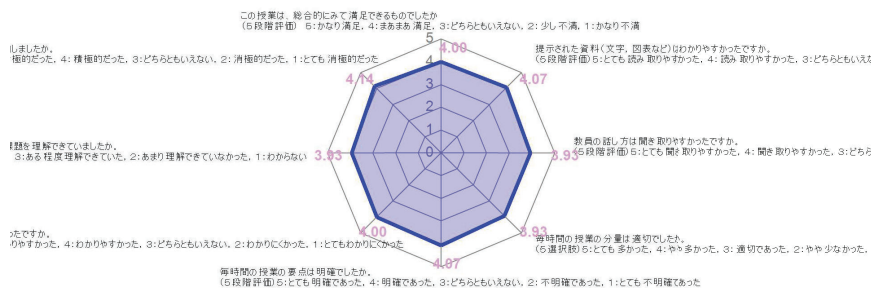 この授業は、総合的にみて満足できるものでしたか
(5段階評価) 5:かなり満足, 4:まあまあ満足, 3:どちらともいえない, 2:少し不満, 1:かなり不満
4.00
しましたか。
極的だった, 4:積極的だった, 3:どちらともいえない, 2:消極的だった, 1:とても消極的だった
4.14
提示された資料(文字, 図表など)はわかりやすかったですか。
(5段階評価)5:とても読み取りやすかった, 4:読み取りやすかった, 3:どちらともいえな
4.07
5
4
3
2
1
0
課題を理解できていましたか。
3:ある程度理解できていた, 2:あまり理解できていなかった, 1:わからない
3.93
教員の話し方は聞き取りやすかったですか。
(5段階評価)5:とても聞き取りやすかった, 4:聞き取りやすかった, 3:どちら
3.93
ったですか。
りやすかった, 4:わかりやすかった, 3:どちらともいえない, 2:わかりにくかった, 1:とてもわかりにくかった
4.00
毎時間の授業の分量は適切でしたか。
(5選択肢)5:とても多かった, 4:やや多かった, 3:適切であった, 2:やや少なかった,
3.93
4.07
毎時間の授業の要点は明確でしたか。
(5段階評価)5:とても明確であった, 4:明確であった, 3:どちらともいえない, 2:不明確であった, 1:とても不明確であった